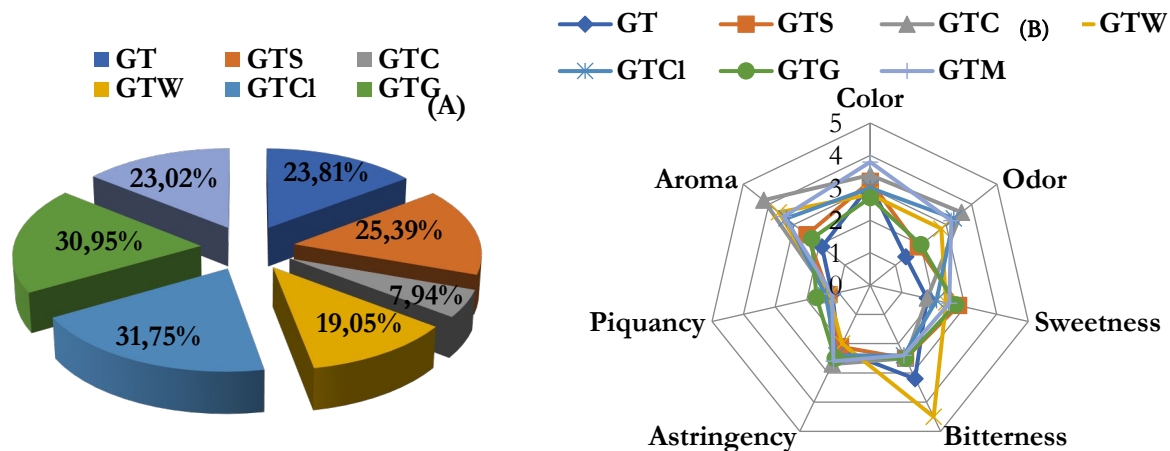 GT GTS GTC
GTW GTCl GTG
(A)
23,02% 23,81%
30,95% 25,39%
7,94%
31,75% 19,05%
GT GTS GTC (B) GTW
GTCl GTG GTM
Color
5
4
Aroma 3 Odor
2
1
0
Piquancy Sweetness
Astringency Bitterness